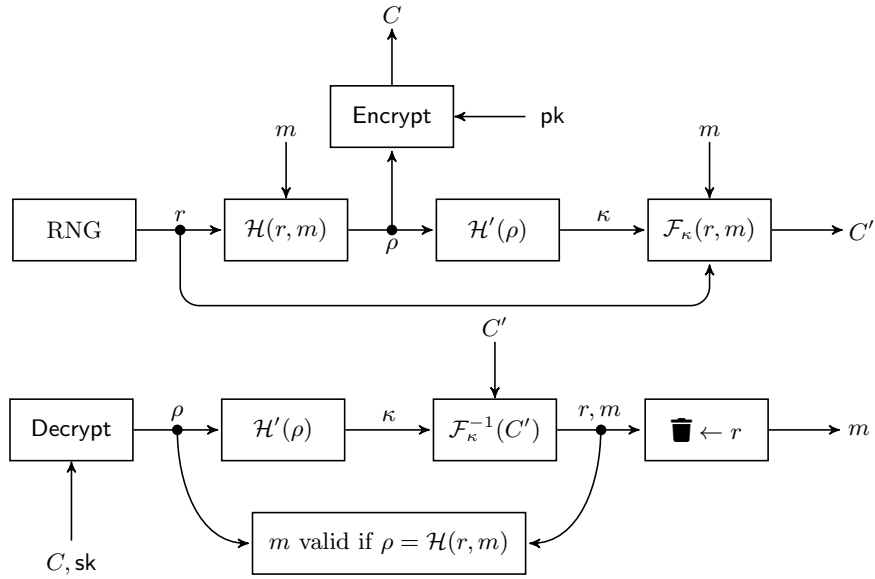 C
Encrypt
pk
m
m
RNG
r
ℋ(r, m)
ρ
ℋ′(ρ)
κ
ℱ_κ(r, m)
C′
C′
Decrypt
ρ
ℋ′(ρ)
κ
ℱ_κ^{-1}(C′)
r, m
← r
m
m valid if ρ = ℋ(r, m)
C, sk